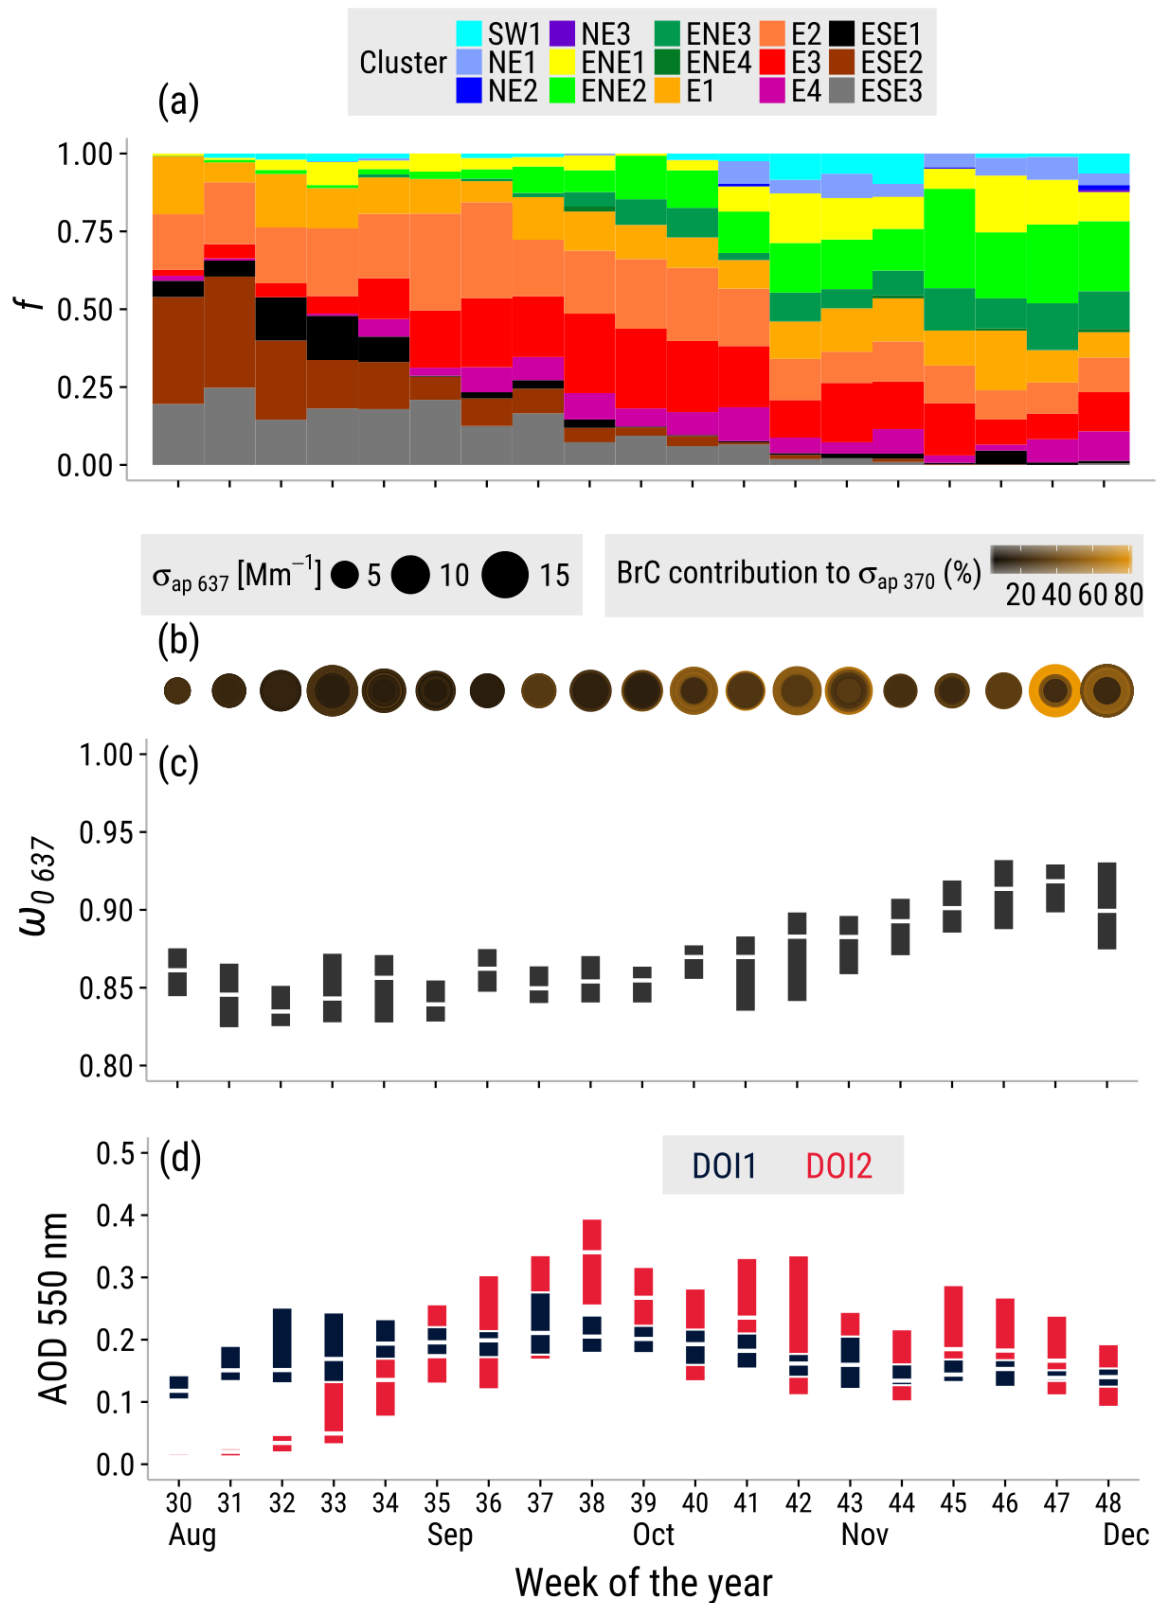 SW1 NE3 ENE3 E2 ESE1
Cluster NE1 ENE1 ENE4 E3 ESE2
NE2 ENE2 E1 E4 ESE3
(a)
1.00
0.75
0.50
0.25
0.00
f
σap 637 [Mm−1] 5 10 15
BrC contribution to σap 370 (%)
20 40 60 80
(b)
(c)
1.00
0.95
0.90
0.85
0.80
ω0 637
(d)
DOI1 DOI2
0.5
0.4
0.3
0.2
0.1
0.0
AOD 550 nm
30 31 32 33 34 35 36 37 38 39 40 41 42 43 44 45 46 47 48
Aug Sep Oct Nov Dec
Week of the year